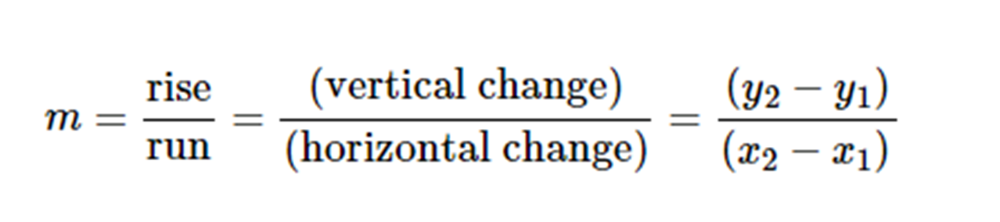 m = rise/run = (vertical change)/(horizontal change) = (y₂ − y₁)/(x₂ − x₁)